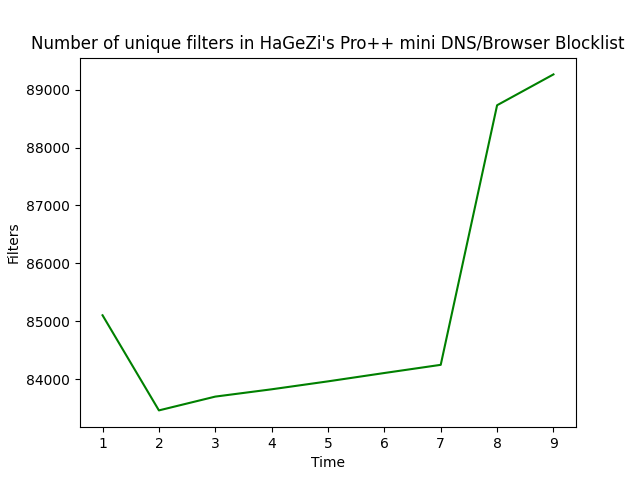 Number of unique filters in HaGeZi's Pro++ mini DNS/Browser Blocklist
89000
88000
87000
86000
85000
84000
Filters
1 2 3 4 5 6 7 8 9
Time